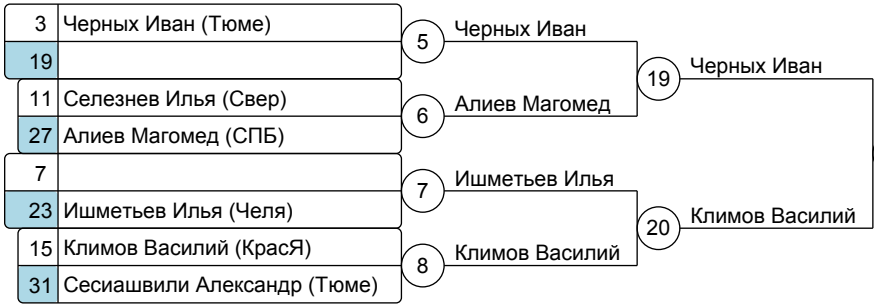 3 Черных Иван (Тюме)
19
5 Черных Иван
11 Селезнев Илья (Свер)
27 Алиев Магомед (СПБ)
6 Алиев Магомед
19 Черных Иван
7
23 Ишметьев Илья (Челя)
7 Ишметьев Илья
15 Климов Василий (КрасЯ)
31 Сесиашвили Александр (Тюме)
8 Климов Василий
20 Климов Василий